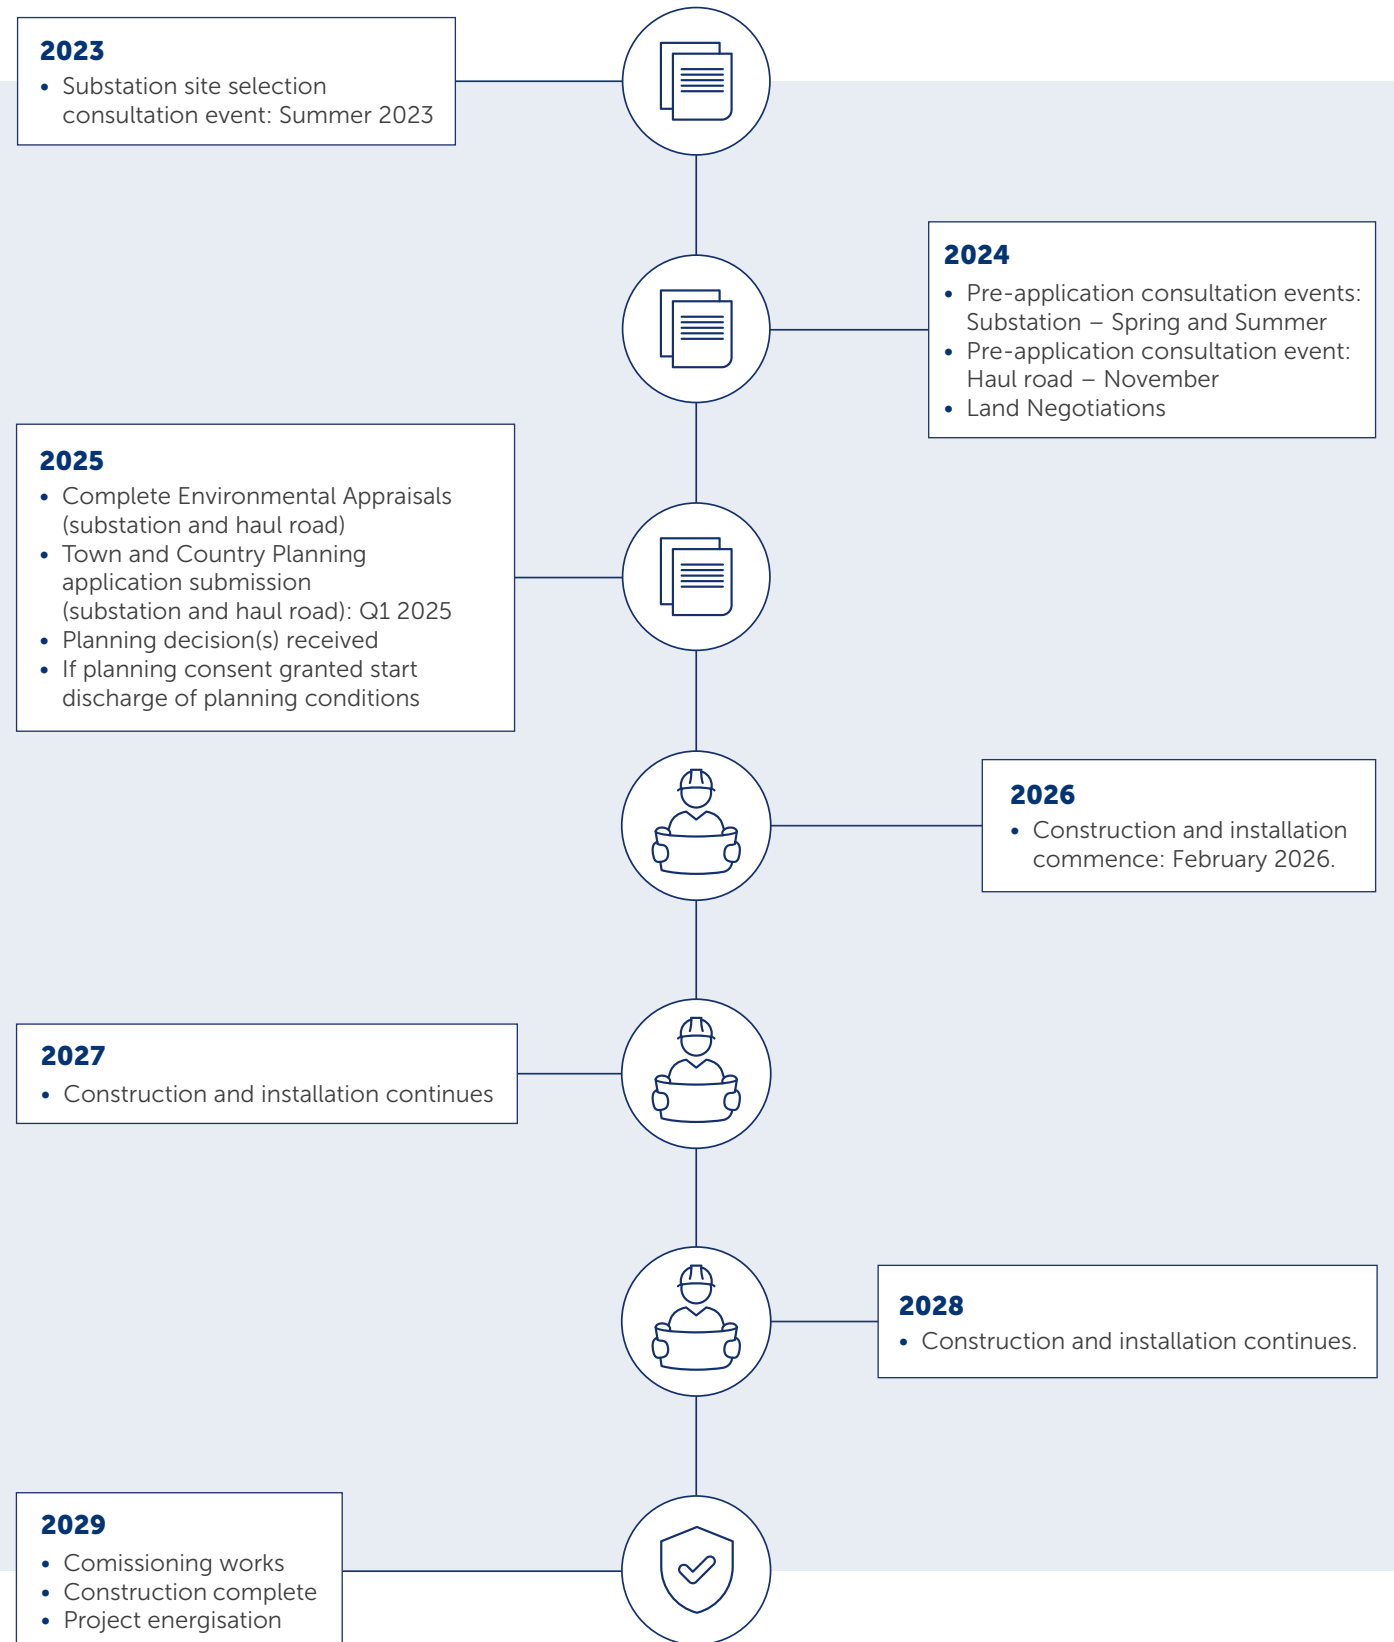 2023
• Substation site selection
consultation event: Summer 2023
2024
• Pre-application consultation events:
Substation – Spring and Summer
• Pre-application consultation event:
Haul road – November
• Land Negotiations
2025
• Complete Environmental Appraisals
(substation and haul road)
• Town and Country Planning
application submission
(substation and haul road): Q1 2025
• Planning decision(s) received
• If planning consent granted start
discharge of planning conditions
2026
• Construction and installation
commence: February 2026.
2027
• Construction and installation continues
2028
• Construction and installation continues.
2029
• Comissioning works
• Construction complete
• Project energisation